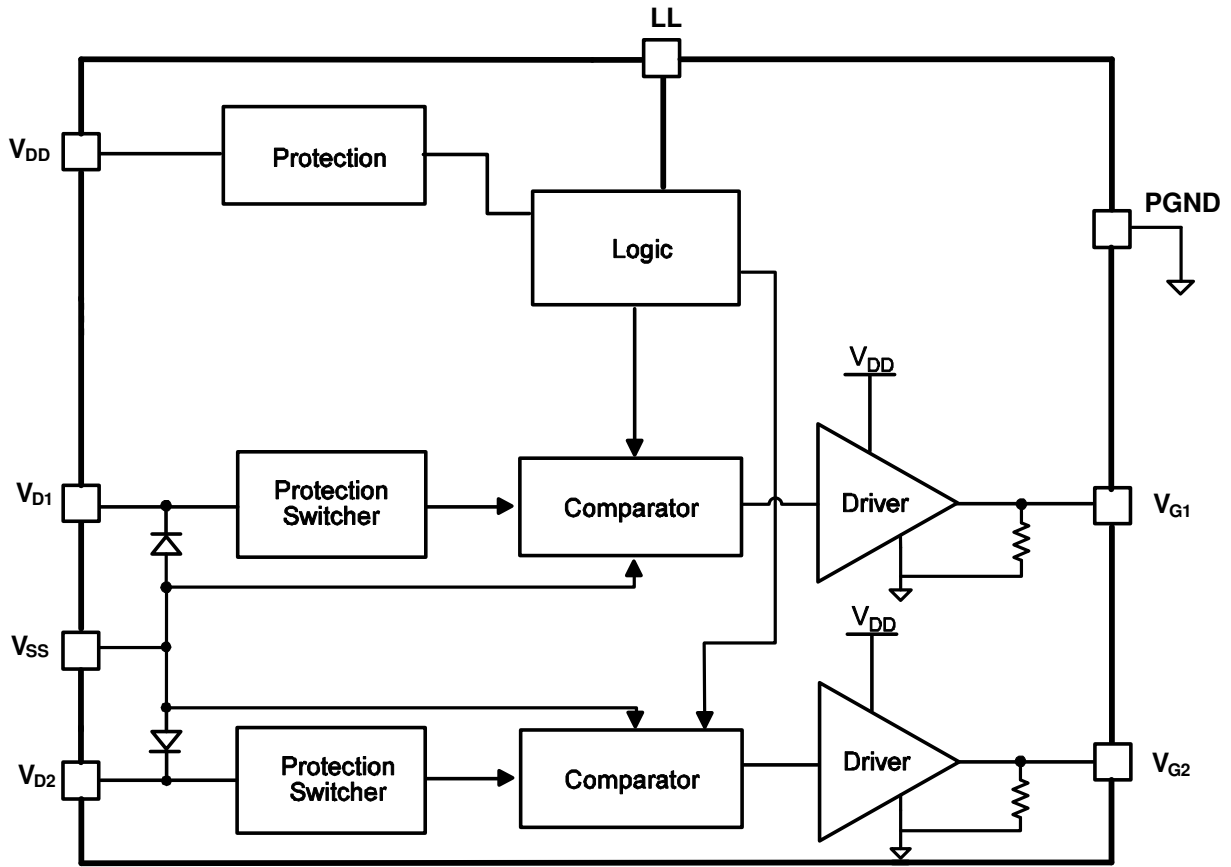 LL
VDD
Protection
PGND
Logic
VDD
VD1
Protection
Switcher
Comparator
Driver
VG1
VSS
VDD
VD2
Protection
Switcher
Comparator
Driver
VG2